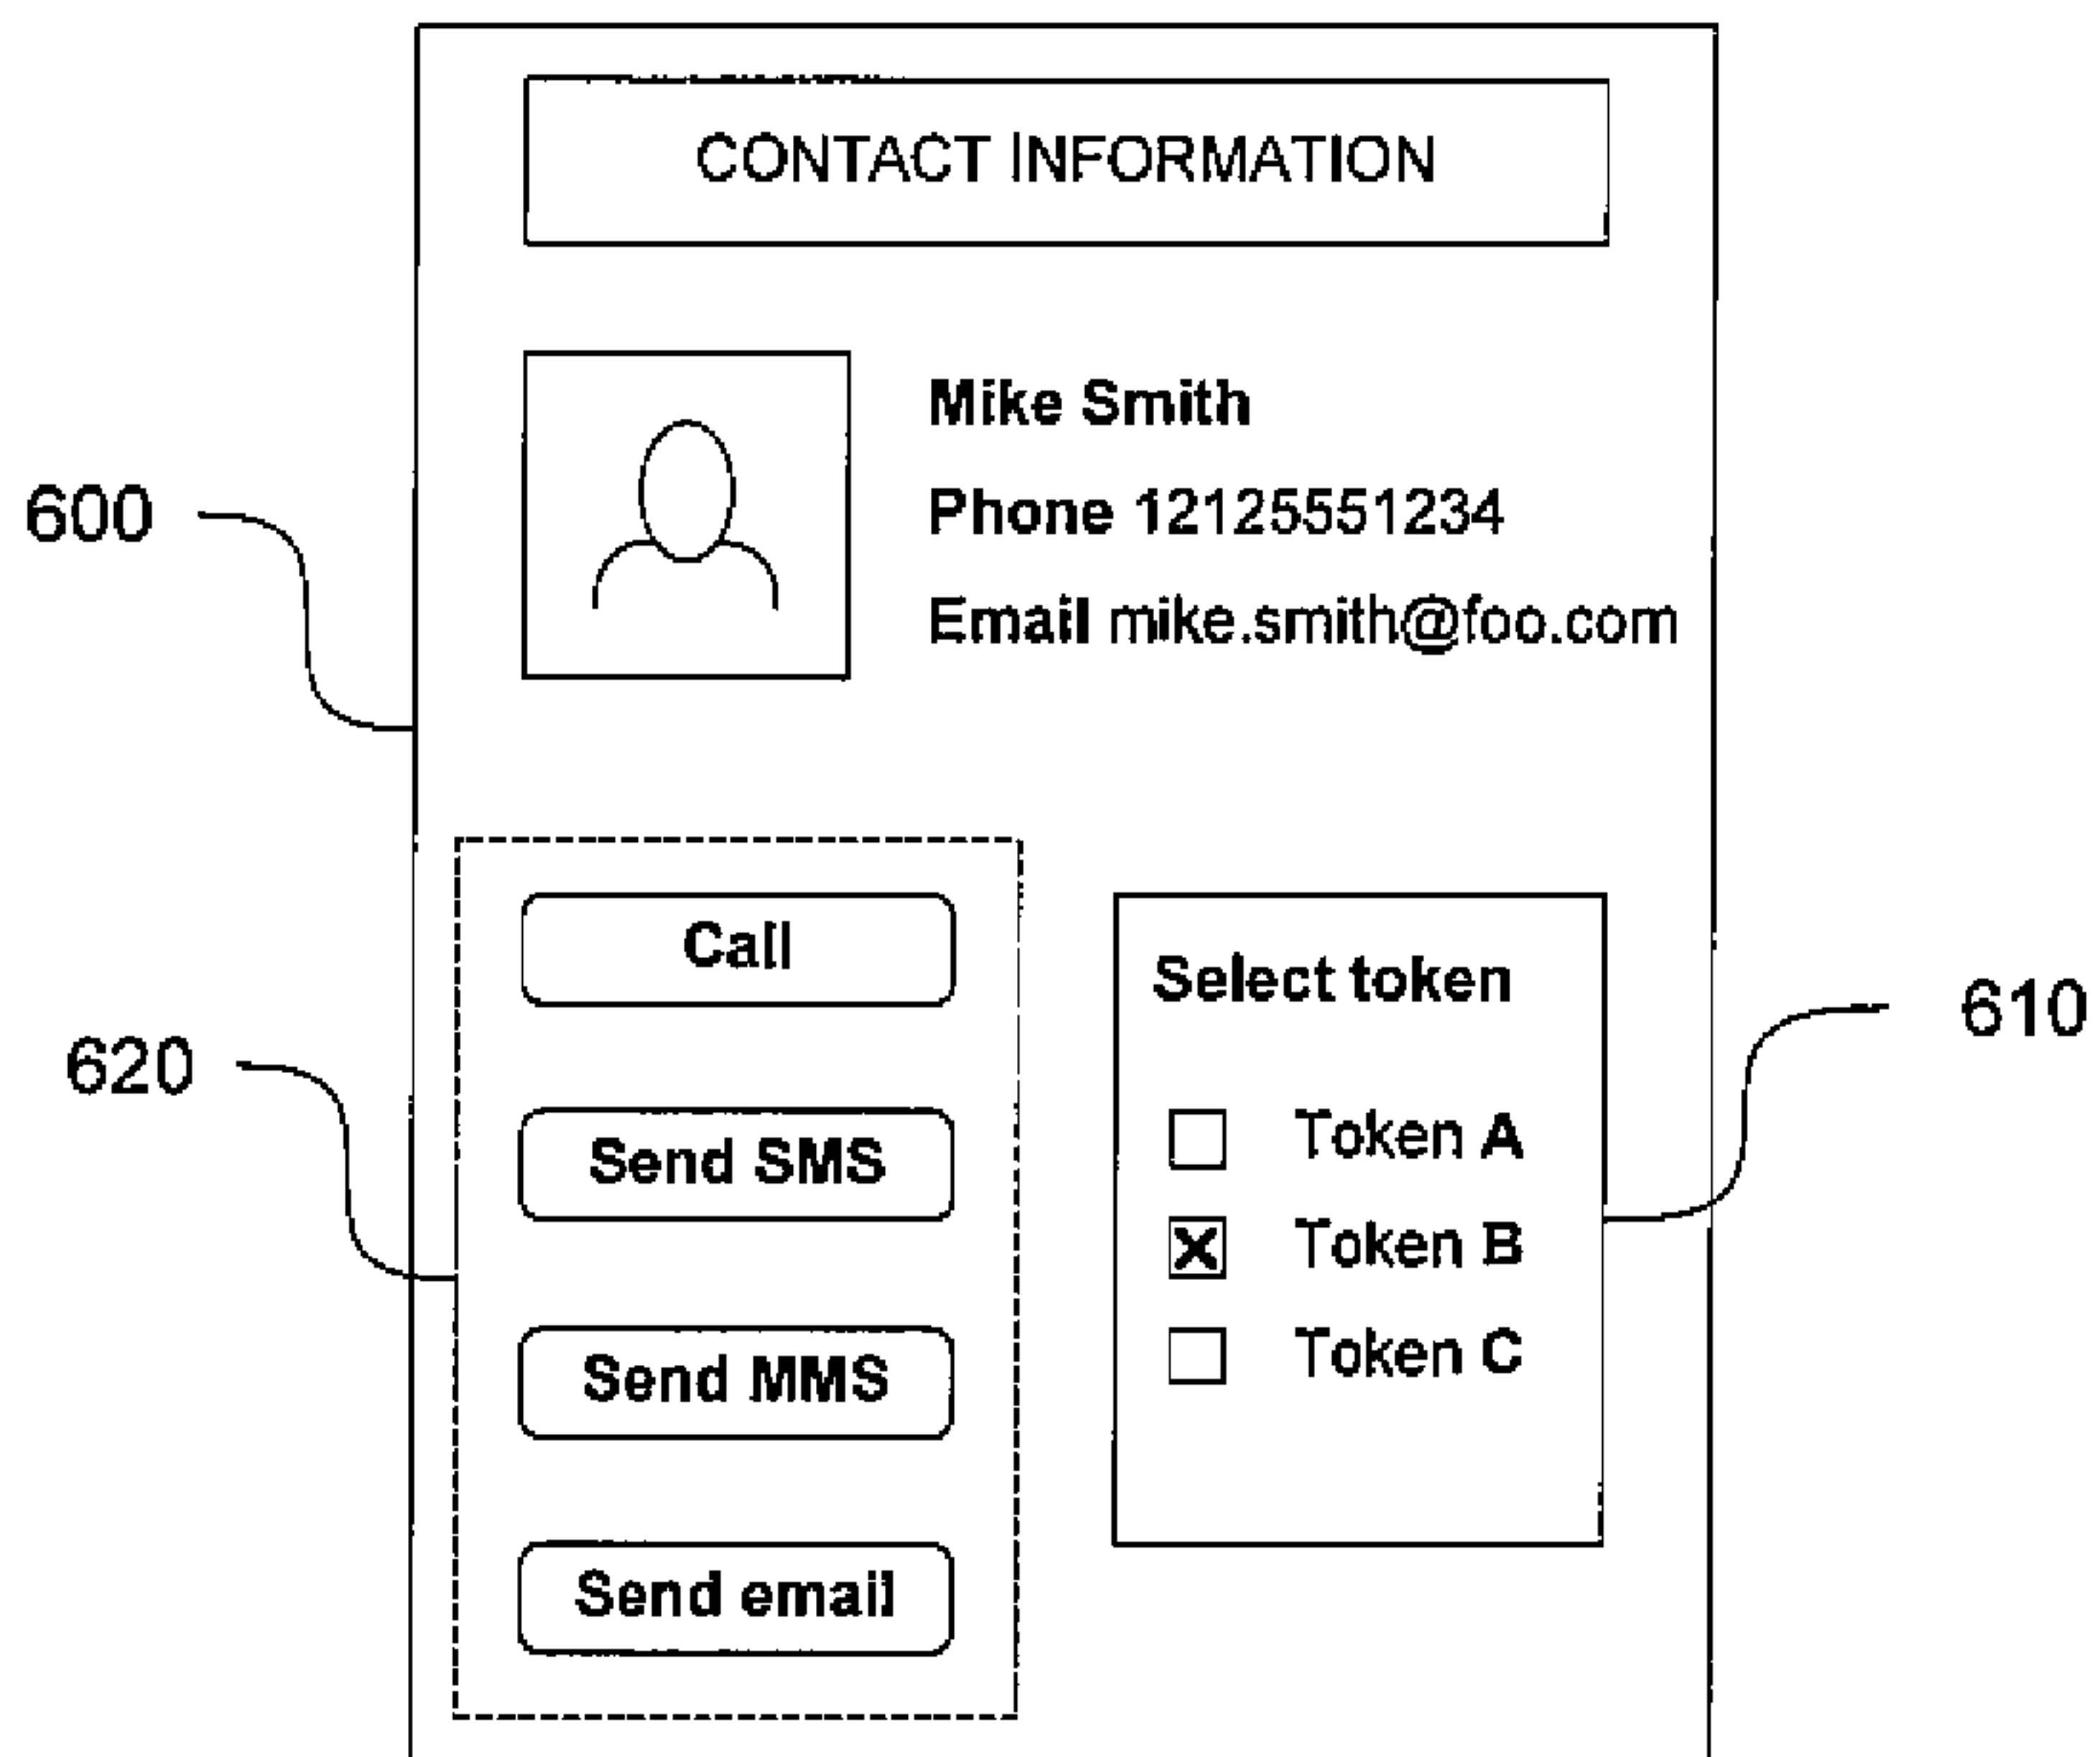 CONTACT INFORMATION
Mike Smith
600
Phone 12125551234
Email mike.smith@foo.com
Call
Select token
610
620
Send SMS
Token A
Token B
Send MMS
Token C
Send email